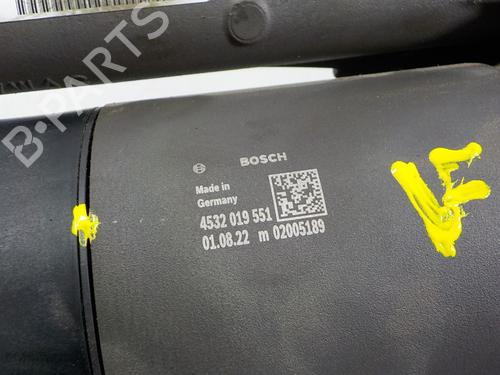 B-PARTS
BOSCH
Made in
Germany
4532 019 551
01.08.22 m 02005189